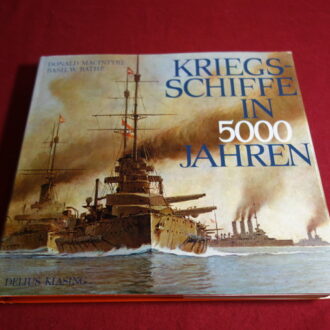 DONALD MACINTYRE
BASIL W. BATHE
KRIEGS-
SCHIFFE
IN
5000
JAHREN
DELIUS KLASING